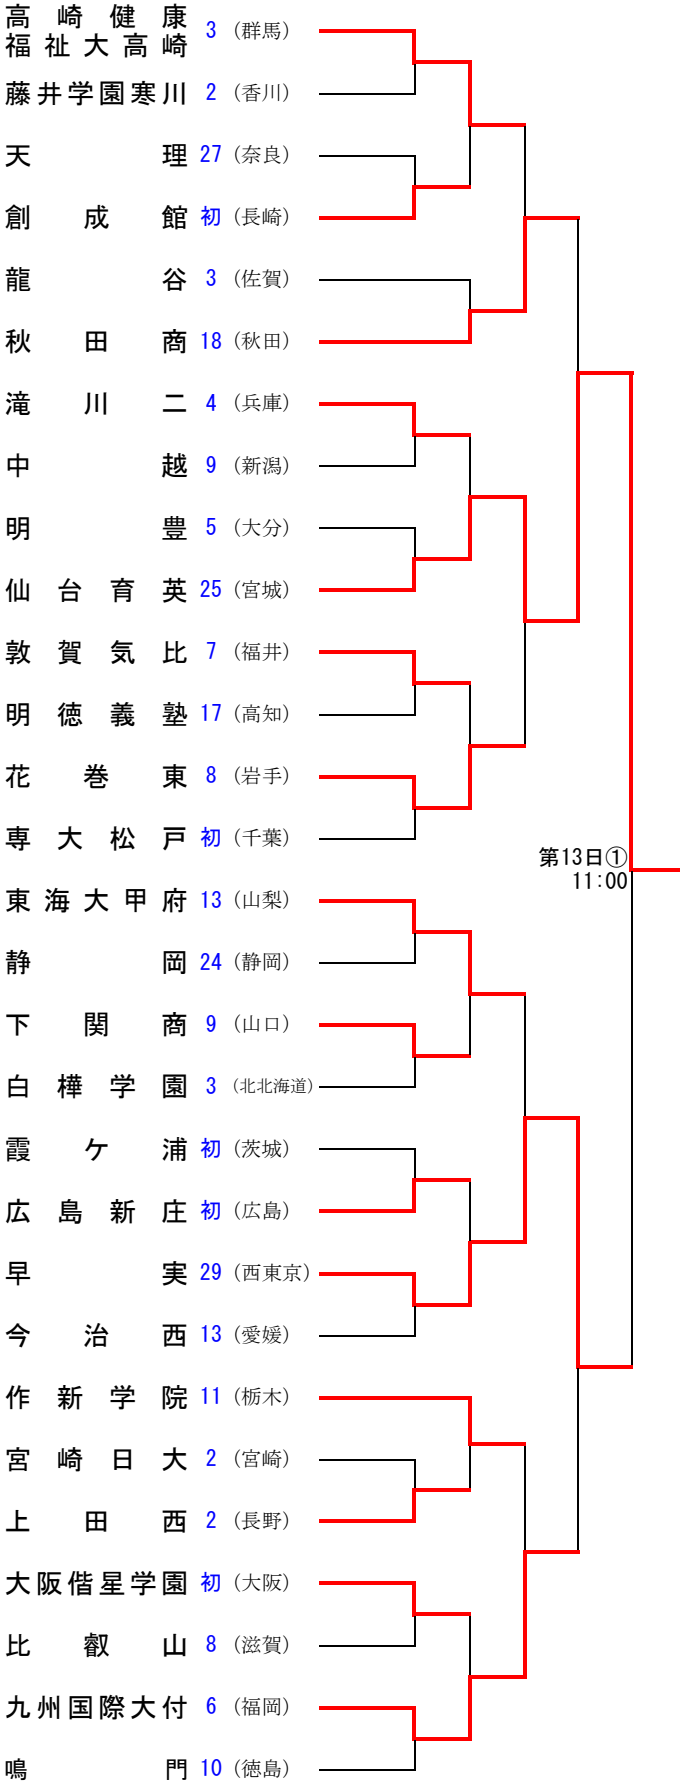 高崎健康福祉大高崎 3 (群馬)
藤井学園寒川 2 (香川)
天理 27 (奈良)
創成館 初 (長崎)
龍谷 3 (佐賀)
秋田商 18 (秋田)
滝川二 4 (兵庫)
中越 9 (新潟)
明豊 5 (大分)
仙台育英 25 (宮城)
敦賀気比 7 (福井)
明徳義塾 17 (高知)
花巻東 8 (岩手)
専大松戸 初 (千葉)
第13日①
11:00
東海大甲府 13 (山梨)
静岡 24 (静岡)
下関商 9 (山口)
白樺学園 3 (北北海道)
霞ケ浦 初 (茨城)
広島新庄 初 (広島)
早実 29 (西東京)
今治西 13 (愛媛)
作新学院 11 (栃木)
宮崎日大 2 (宮崎)
上田西 2 (長野)
大阪偕星学園 初 (大阪)
比叡山 8 (滋賀)
九州国際大付 6 (福岡)
鳴門 10 (徳島)